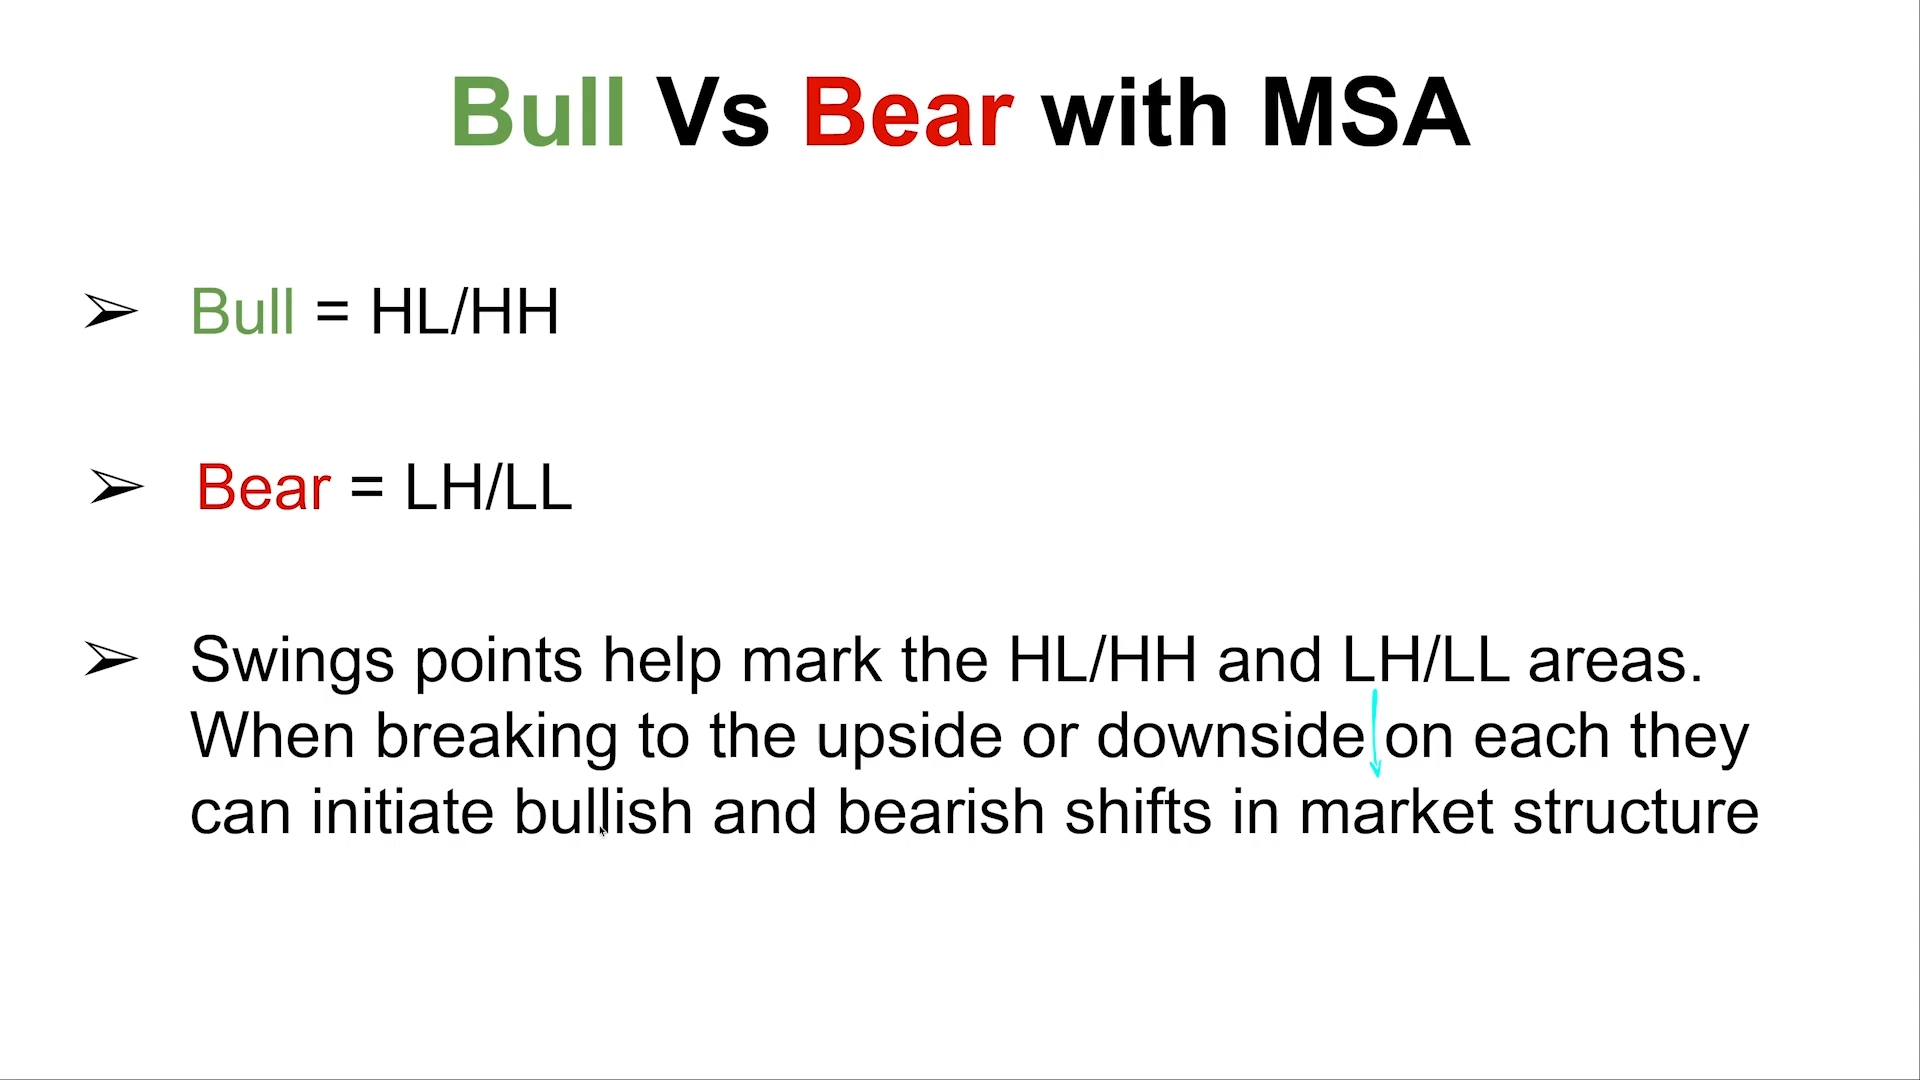 Bull Vs Bear with MSA
➢ Bull = HL/HH
➢ Bear = LH/LL
➢ Swings points help mark the HL/HH and LH/LL areas.
When breaking to the upside or downside on each they
can initiate bullish and bearish shifts in market structure